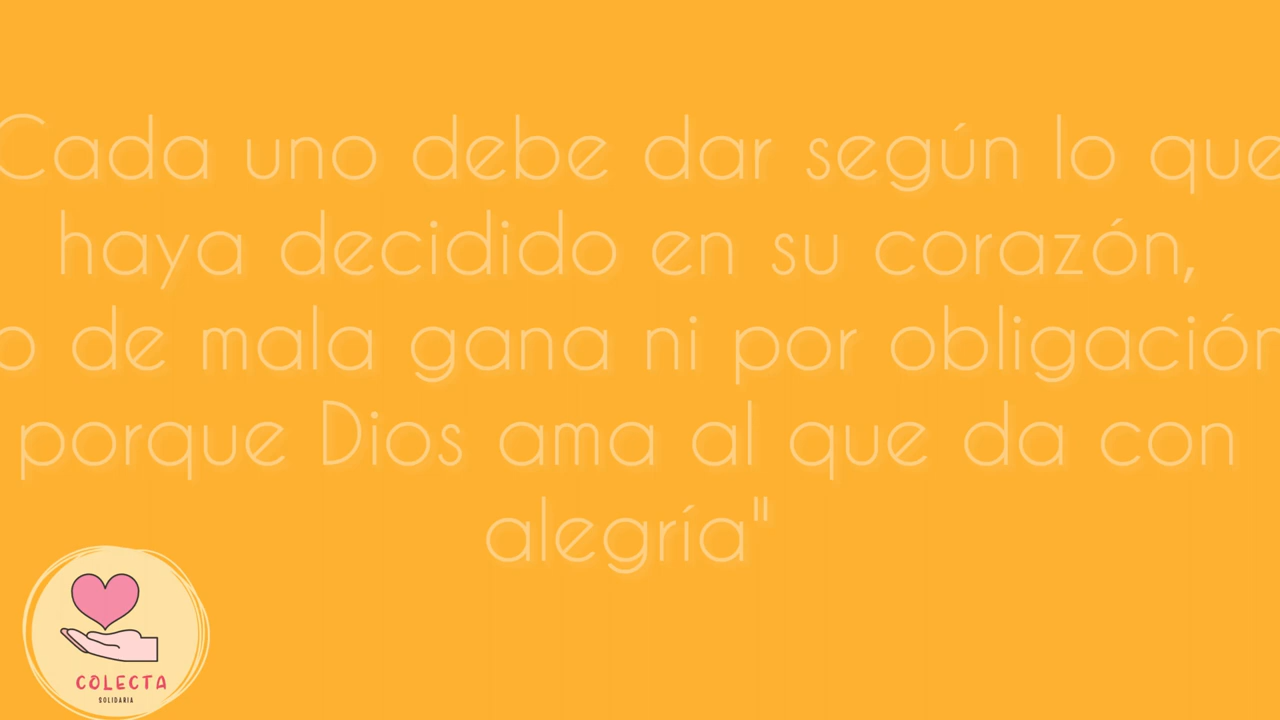 Cada uno debe dar según lo que
haya decidido en su corazón,
o de mala gana ni por obligación
porque Dios ama al que da con
alegría"
COLECTA
SOLIDARIA